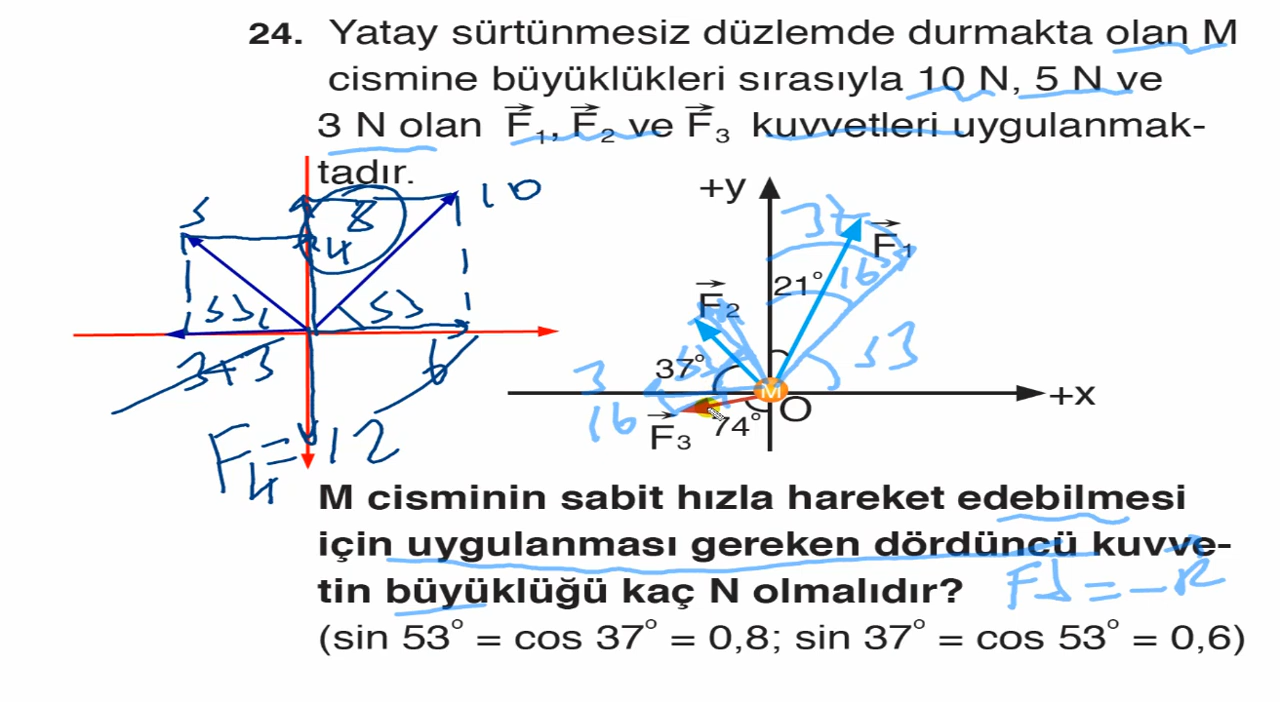 24. Yatay sürtünmesiz düzlemde durmakta olan M
cismine büyüklükleri sırasıyla 10 N, 5 N ve
3 N olan F₁, F₂ ve F₃ kuvvetleri uygulanmak-
tadır.
5
8
10
4
53
53
3+3
6
F₄=12
+y
37
F₁
21°
16
F₂
37°
53
53
3
M
+x
16
O
F₃
74°
M cisminin sabit hızla hareket edebilmesi
için uygulanması gereken dördüncü kuvve-
tin büyüklüğü kaç N olmalıdır?
= -R
(sin 53° = cos 37° = 0,8; sin 37° = cos 53° = 0,6)